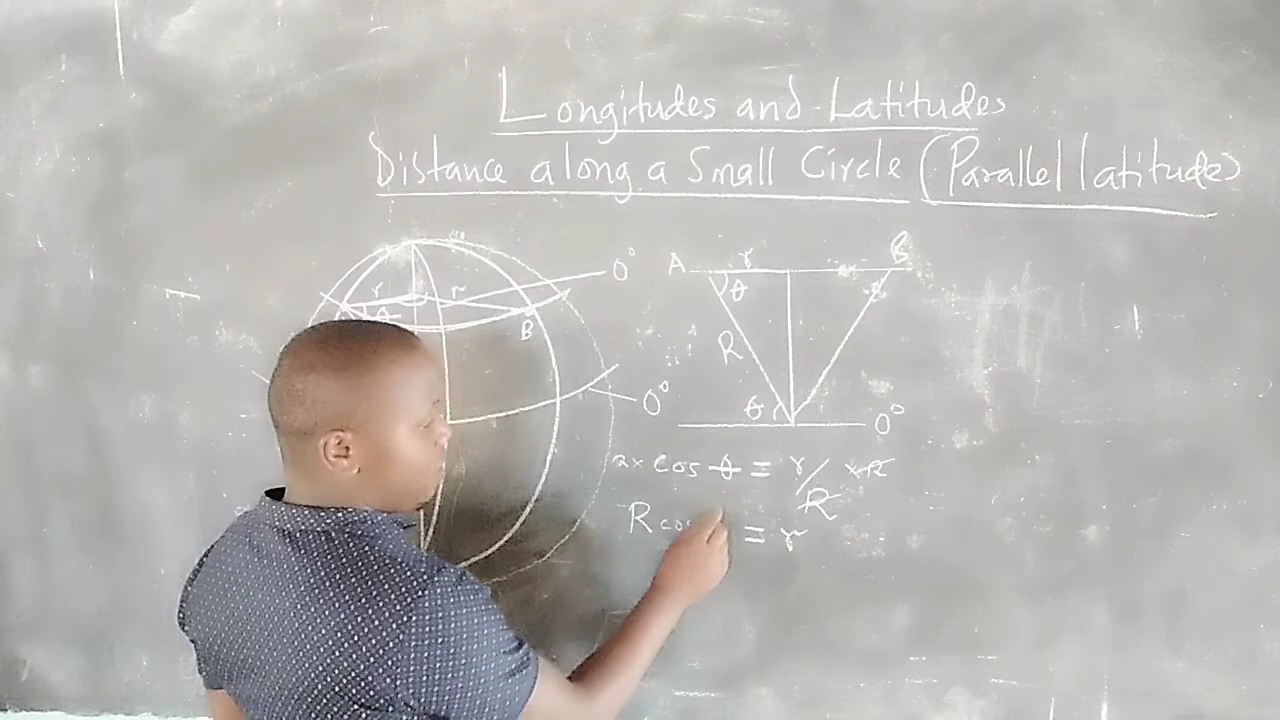 Longitudes and Latitudes
Distance along a Small Circle (Parallel latitude)
r r 0°
θ B
0°
A r B
θ θ
R
θ 0°
R× Cos θ = r/R ×R
R cos = r